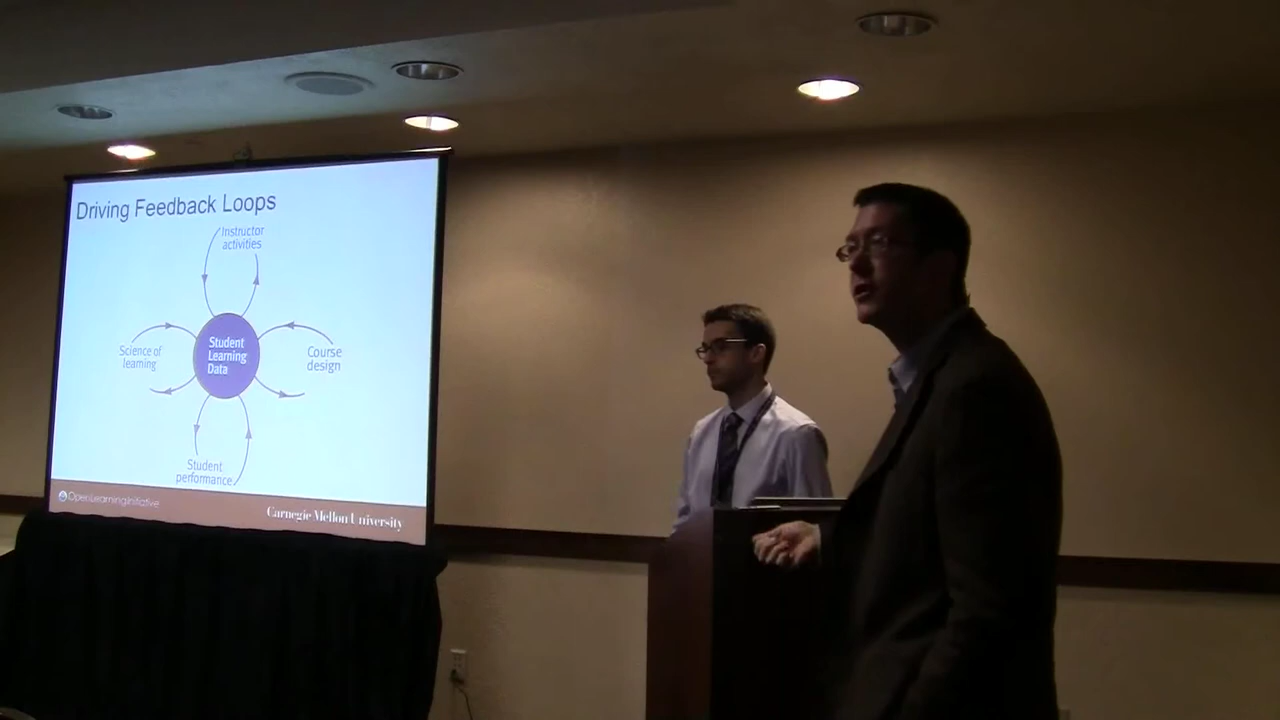 Driving Feedback Loops
Instructor
activities
Science of
learning
Student
Learning
Data
Course
design
Student
performance
OpenLearningInitiative
Carnegie Mellon University